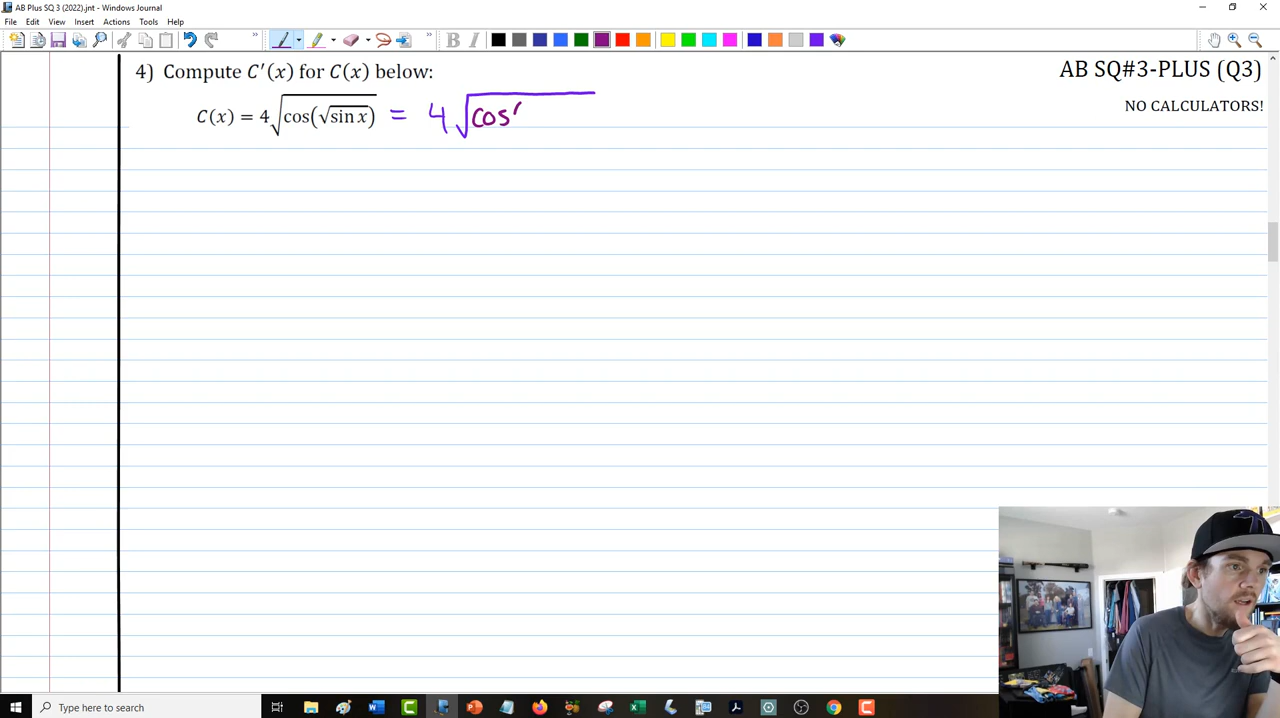 AB Plus SQ 3 (2022).jnt - Windows Journal
File Edit View Insert Actions Tools Help
4) Compute C′(x) for C(x) below:
AB SQ#3-PLUS (Q3)
C(x) = 4√cos(√sin x) = 4√cos(
NO CALCULATORS!
Type here to search